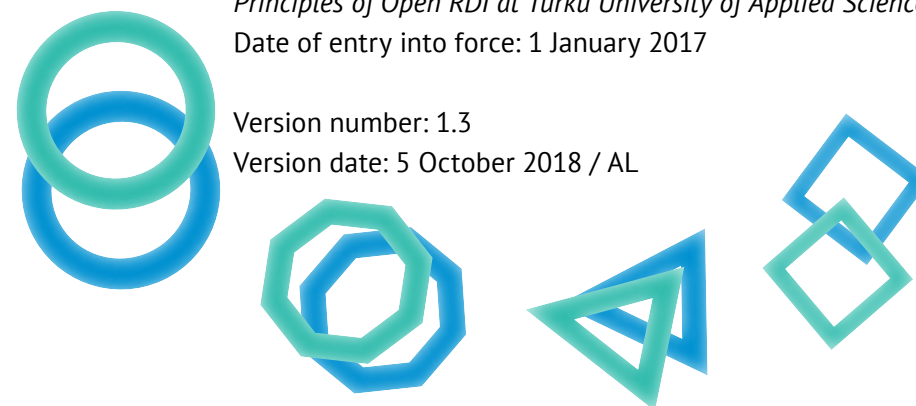 Principles of Open RDI at Turku University of Applied Science
Date of entry into force: 1 January 2017
Version number: 1.3
Version date: 5 October 2018 / AL